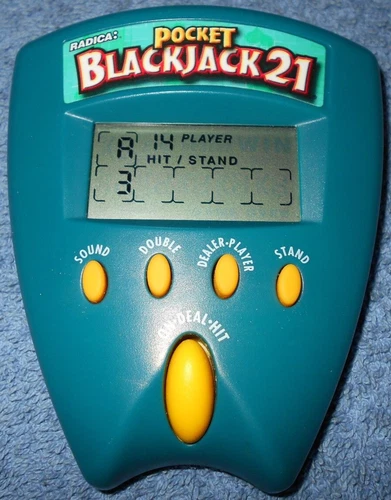 RADICA:
POCKET
BLACKJACK 21
A 14 PLAYER
HIT / STAND
3
SOUND
DOUBLE
DEALER•PLAYER
STAND
ON•DEAL•HIT